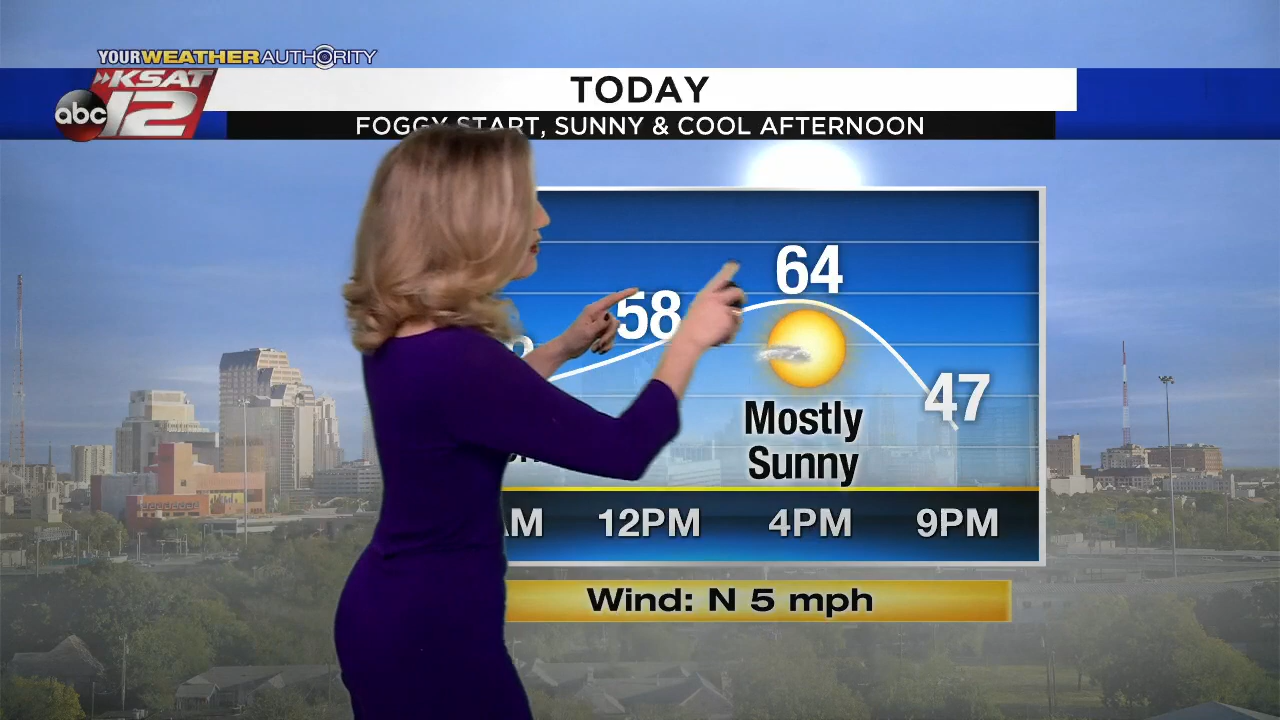 YOURWEATHERAUTHORITY
KSAT
abc 12
TODAY
FOGGY START, SUNNY & COOL AFTERNOON
64
58
47
Mostly
Sunny
12PM 4PM 9PM
Wind: N 5 mph